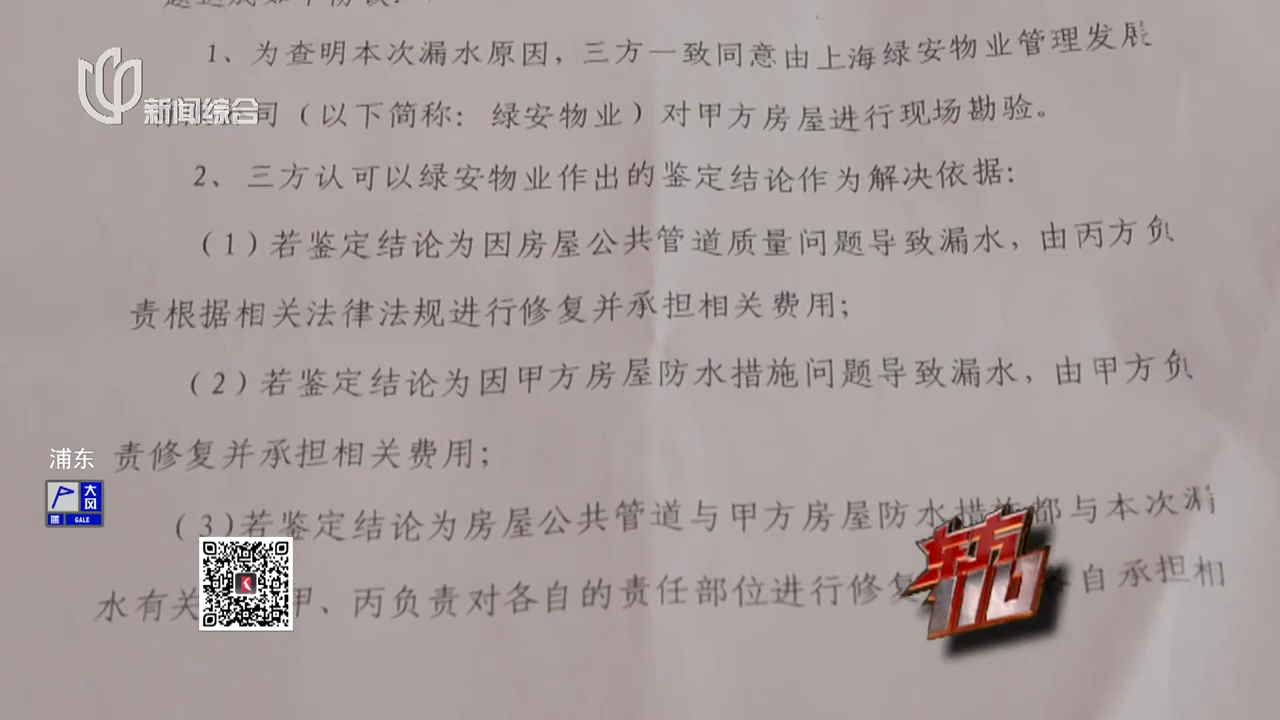 1、为查明本次漏水原因，三方一致同意由上海绿安物业管理发展
新闻综合
司（以下简称：绿安物业）对甲方房屋进行现场勘验。
2、三方认可以绿安物业作出的鉴定结论作为解决依据：
（1）若鉴定结论为因房屋公共管道质量问题导致漏水，由丙方负
责根据相关法律法规进行修复并承担相关费用；
（2）若鉴定结论为因甲方房屋防水措施问题导致漏水，由甲方负
浦东
责修复并承担相关费用；
大风
GALE
（3）若鉴定结论为房屋公共管道与甲方房屋防水措施都与本次漏
水有关 甲、丙负责对各自的责任部位进行修复 各自承担相
东方110